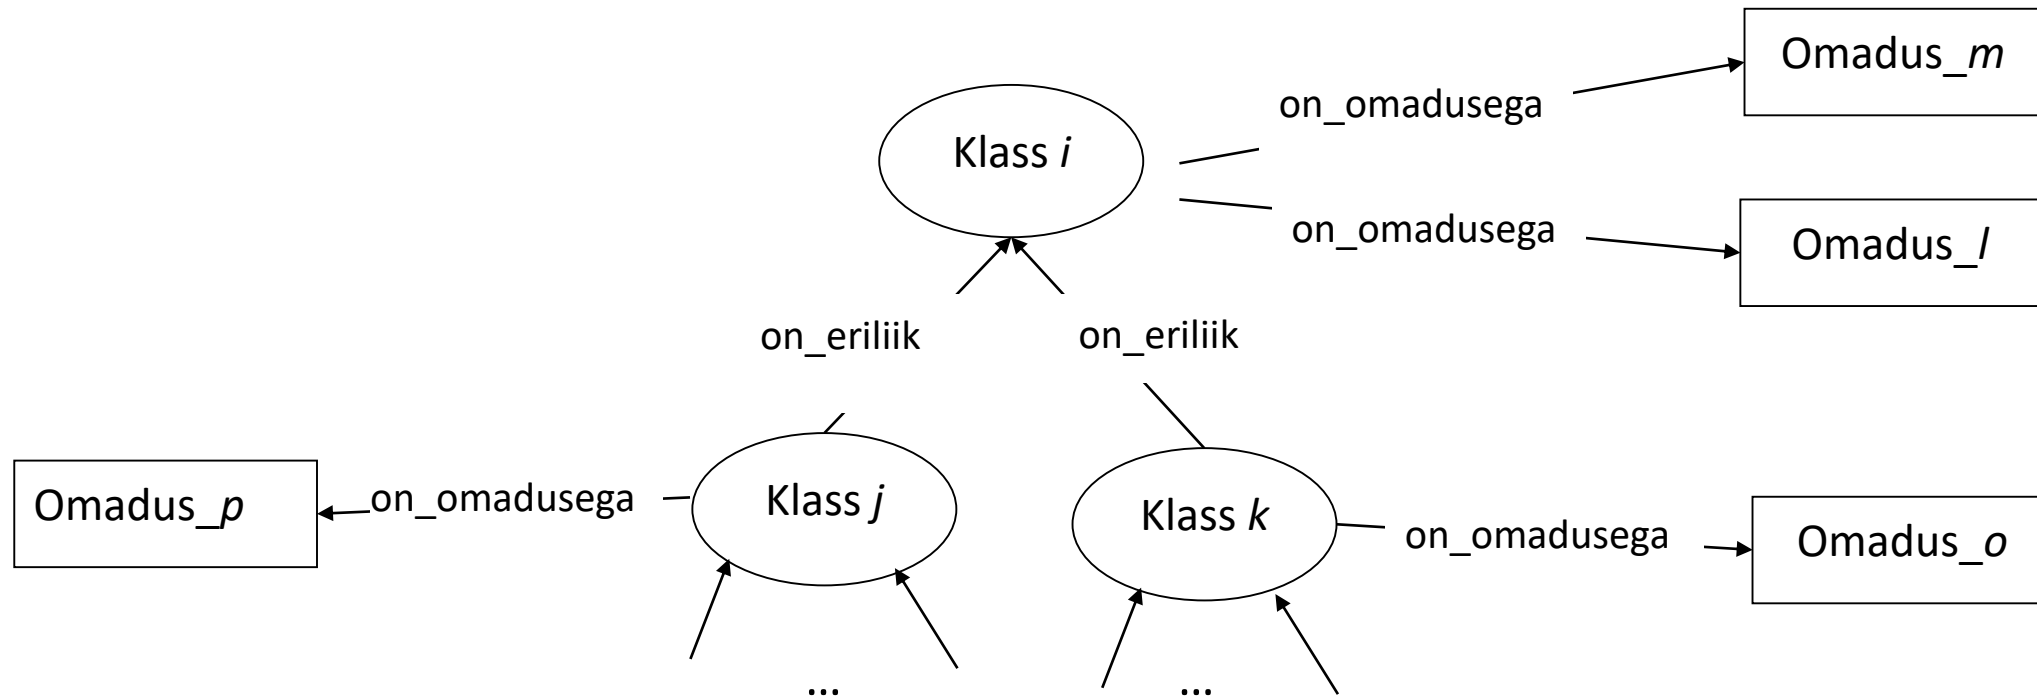 Omadus_m
on_omadusega
Klass i
on_omadusega
Omadus_l
on_eriliik
on_eriliik
Omadus_p
on_omadusega
Klass j
Klass k
on_omadusega
Omadus_o
...
...